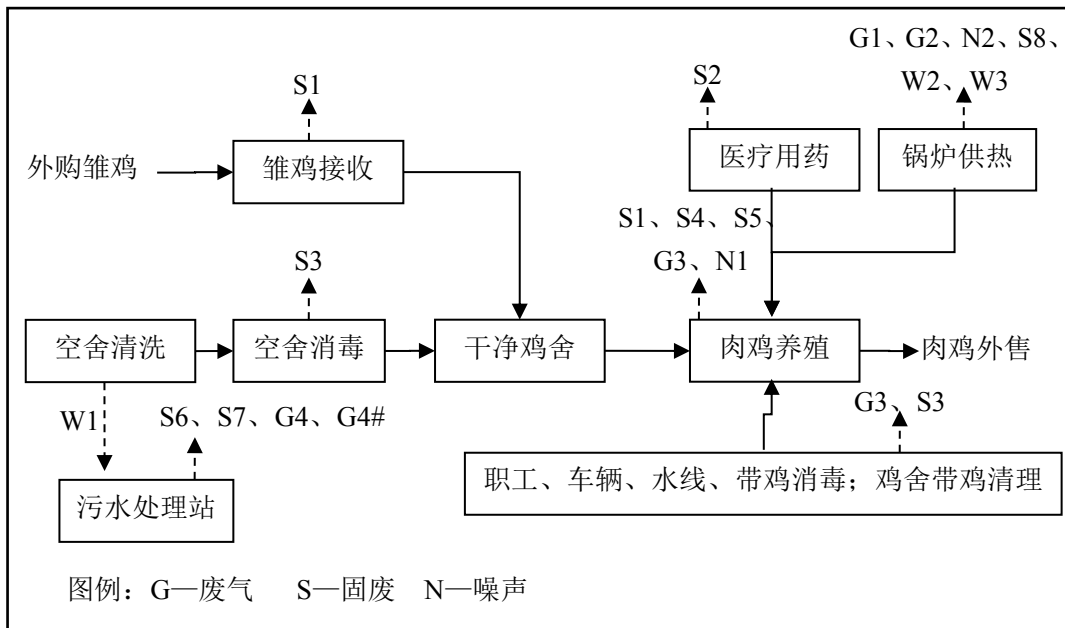 G1、G2、N2、S8、
W2、W3
S1
S2
外购雏鸡
雏鸡接收
医疗用药
锅炉供热
S1、S4、S5、
G3、N1
S3
空舍清洗
空舍消毒
干净鸡舍
肉鸡养殖
肉鸡外售
W1
S6、S7、G4、G4#
G3、S3
污水处理站
职工、车辆、水线、带鸡消毒；鸡舍带鸡清理
图例：G—废气 S—固废 N—噪声